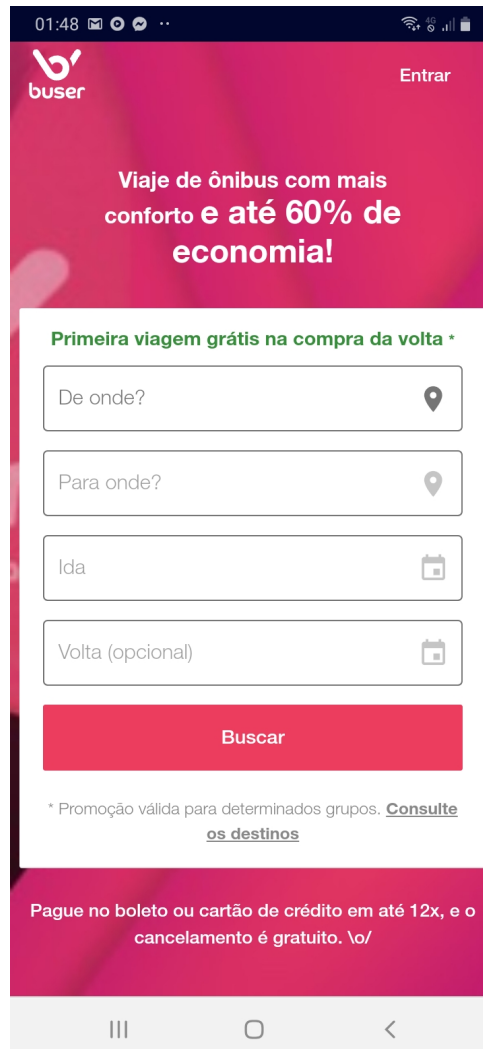 01:48
4G
buser
Entrar
Viaje de ônibus com mais
conforto e até 60% de
economia!
Primeira viagem grátis na compra da volta *
De onde?
Para onde?
Ida
Volta (opcional)
Buscar
* Promoção válida para determinados grupos. Consulte
os destinos
Pague no boleto ou cartão de crédito em até 12x, e o
cancelamento é gratuito. \o/